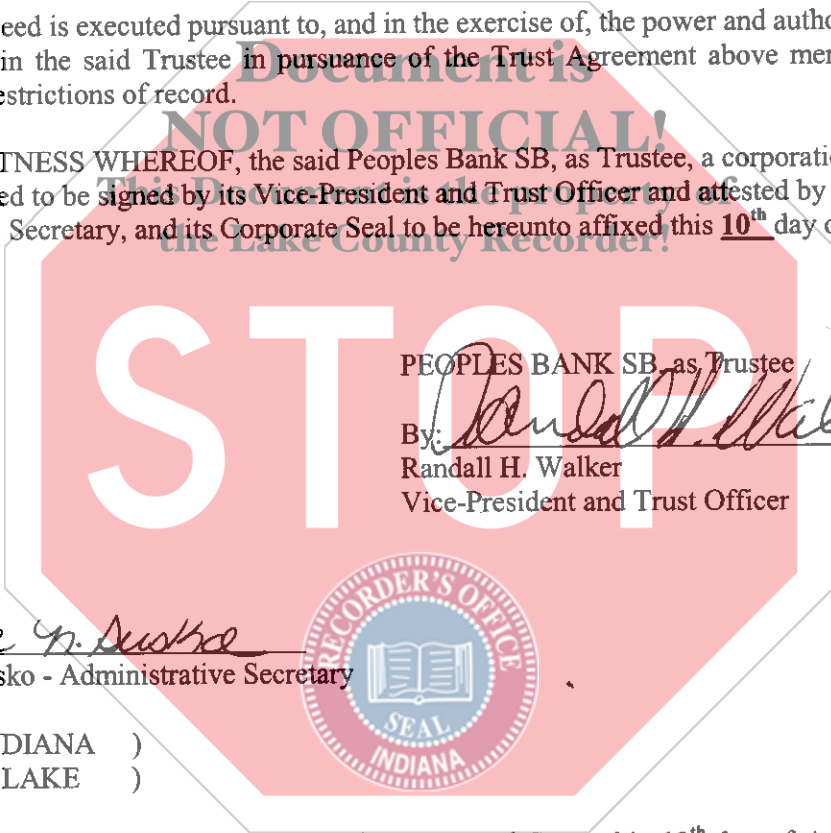 eed is executed pursuant to, and in the exercise of, the power and autho
in the said Trustee in pursuance of the Trust Agreement above men
estrictions of record.
Document is
NOT OFFICIAL!
This Document is the property of
the Lake County Recorder!
TNESS WHEREOF, the said Peoples Bank SB, as Trustee, a corporati
ed to be signed by its Vice-President and Trust Officer and attested by
Secretary, and its Corporate Seal to be hereunto affixed this 10th day o
STOP
PEOPLES BANK SB, as Trustee
By: Randall H. Wal
Randall H. Walker
Vice-President and Trust Officer
n. Susko
sko - Administrative Secretary
RECORDER'S OFFICE
SEAL
INDIANA
DIANA )
LAKE )